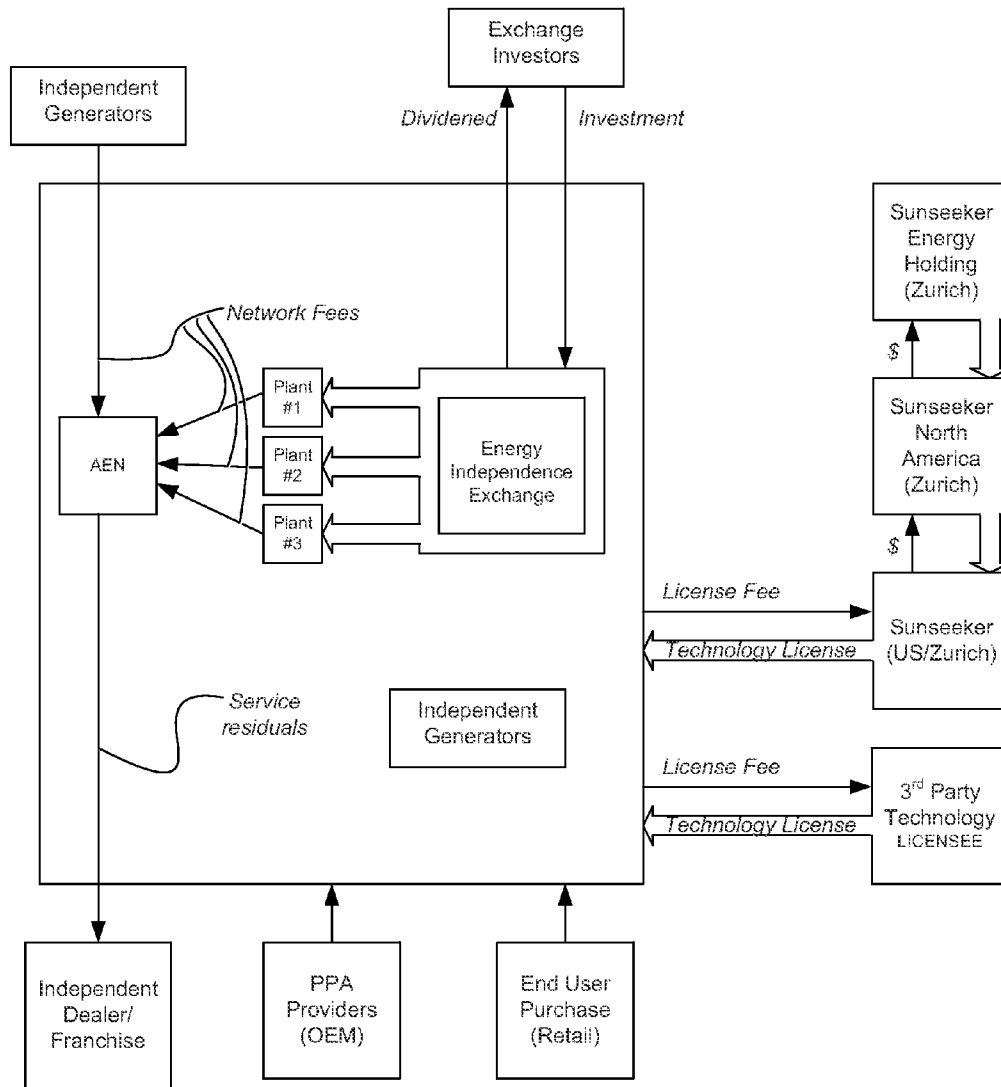 Exchange
Investors
Independent
Generators
Dividened
Investment
Sunseeker
Energy
Holding
(Zurich)
Network Fees
$
Plant
#1
AEN
Plant
#2
Plant
#3
Energy
Independence
Exchange
Sunseeker
North
America
(Zurich)
$
License Fee
Technology License
Sunseeker
(US/Zurich)
Service
residuals
Independent
Generators
License Fee
Technology License
3rd Party
Technology
LICENSEE
Independent
Dealer/
Franchise
PPA
Providers
(OEM)
End User
Purchase
(Retail)